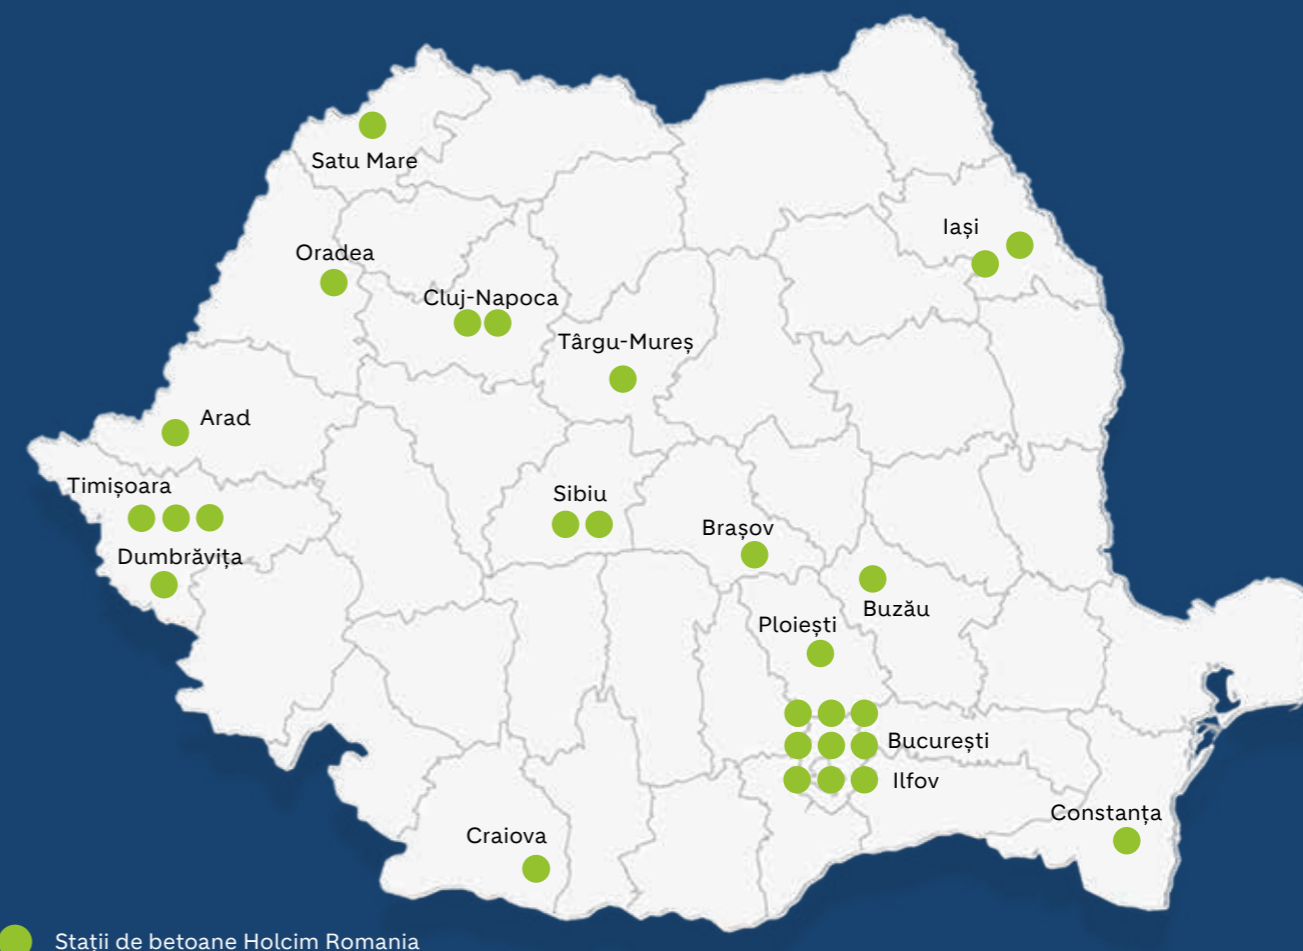 Satu Mare
Iași
Oradea
Cluj-Napoca
Târgu-Mureș
Arad
Timișoara
Sibiu
Brașov
Dumbrăvița
Buzău
Ploiești
București
Ilfov
Constanța
Craiova
Stații de betoane Holcim Romania